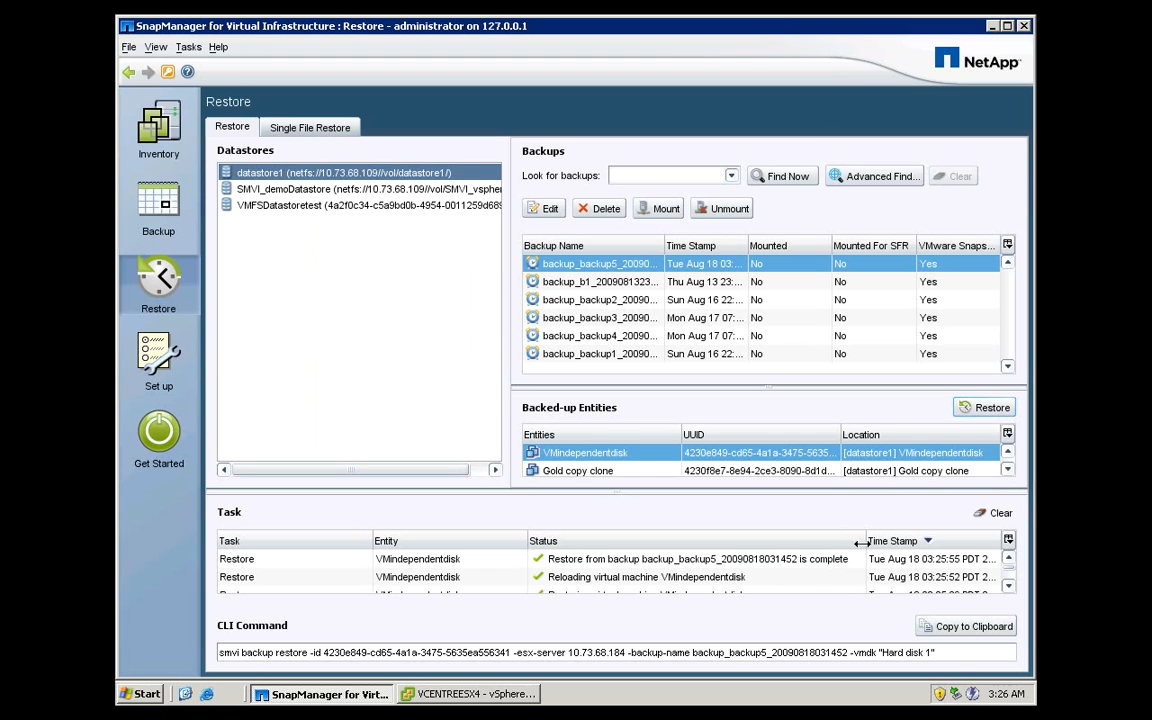 SnapManager for Virtual Infrastructure : Restore - administrator on 127.0.0.1
File View Tasks Help
NetApp
Restore
Restore Single File Restore
Inventory
Backup
Restore
Set up
Get Started
Datastores
datastore1 (netfs://10.73.68.109//vol/datastore1/)
SMVI_demoDatastore (netfs://10.73.68.109//vol/SMVI_vspher
VMFSDatastoretest (4a2f0c34-c5a9bd0b-4954-0011259d689
Backups
Look for backups: Find Now Advanced Find... Clear
Edit Delete Mount Unmount
Backup Name Time Stamp Mounted Mounted For SFR VMware Snaps...
backup_backup5_20090... Tue Aug 18 03:... No No Yes
backup_b1_2009081323... Thu Aug 13 23:... No No Yes
backup_backup2_20090... Sun Aug 16 22:... No No Yes
backup_backup3_20090... Mon Aug 17 07:... No No Yes
backup_backup4_20090... Mon Aug 17 07:... No No Yes
backup_backup1_20090... Sun Aug 16 22:... No No Yes
Backed-up Entities Restore
Entities UUID Location
VMindependentdisk 4230e849-cd65-4a1a-3475-5635... [datastore1] VMindependentdisk
Gold copy clone 4230f8e7-8e94-2ce3-8090-8d1d... [datastore1] Gold copy clone
Task Clear
Task Entity Status Time Stamp
Restore VMindependentdisk Restore from backup backup_backup5_20090818031452 is complete Tue Aug 18 03:25:55 PDT 2...
Restore VMindependentdisk Reloading virtual machine VMindependentdisk Tue Aug 18 03:25:52 PDT 2...
CLI Command Copy to Clipboard
smvi backup restore -id 4230e849-cd65-4a1a-3475-5635ea556341 -esx-server 10.73.68.184 -backup-name backup_backup5_20090818031452 -vmdk "Hard disk 1"
Start SnapManager for Virt... VCENTREESX4 - vSphere... 3:26 AM